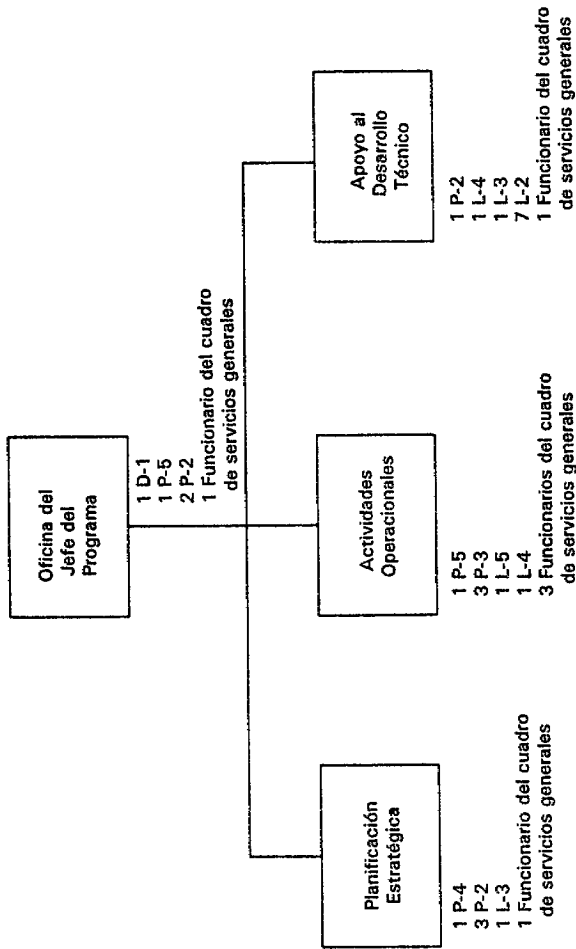 Oficina del
Jefe del
Programa
1 D-1
1 P-5
2 P-2
1 Funcionario del cuadro
de servicios generales
Planificación
Estratégica
1 P-4
3 P-2
1 L-3
1 Funcionario del cuadro
de servicios generales
Actividades
Operacionales
1 P-5
3 P-3
1 L-5
1 L-4
3 Funcionarios del cuadro
de servicios generales
Apoyo al
Desarrollo
Técnico
1 P-2
1 L-4
1 L-3
7 L-2
1 Funcionario del cuadro
de servicios generales